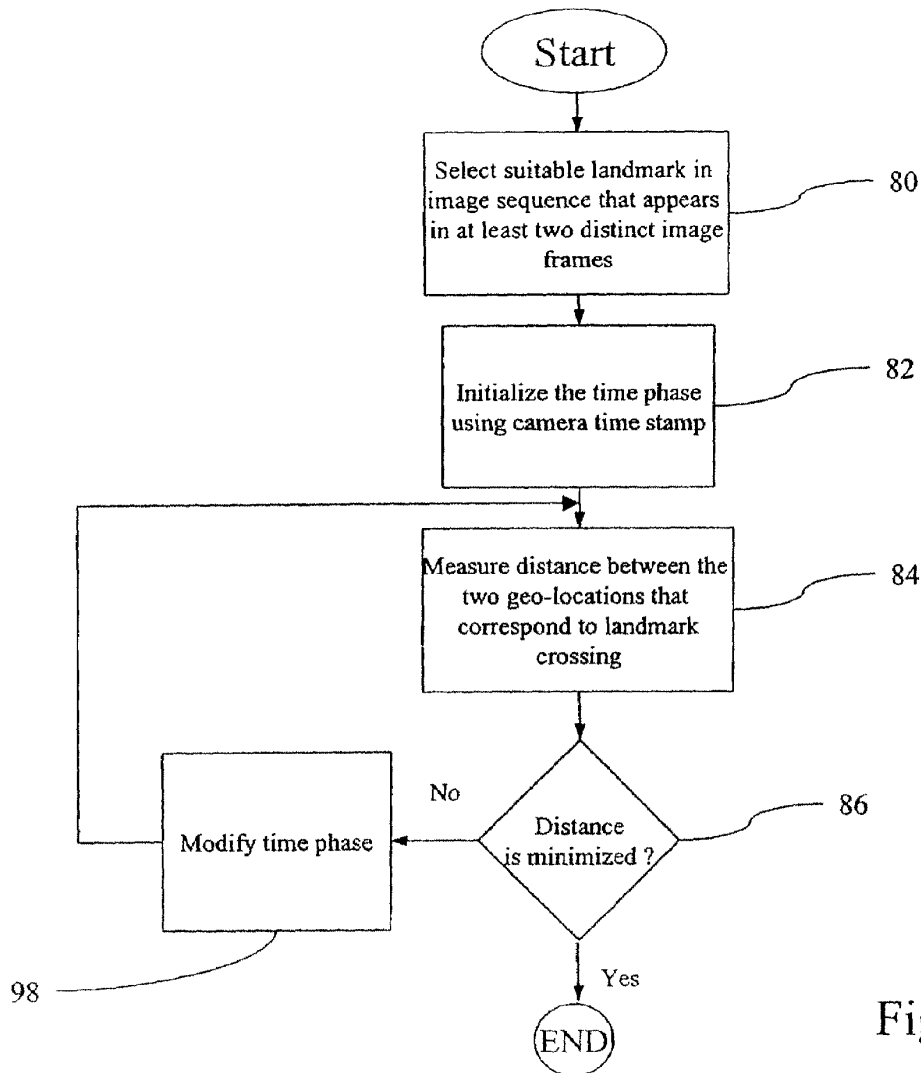 Start
Select suitable landmark in
image sequence that appears
in at least two distinct image
frames
80
Initialize the time phase
using camera time stamp
82
Measure distance between the
two geo-locations that
correspond to landmark
crossing
84
Distance
is minimized ?
86
No
Modify time phase
98
Yes
END
Fig